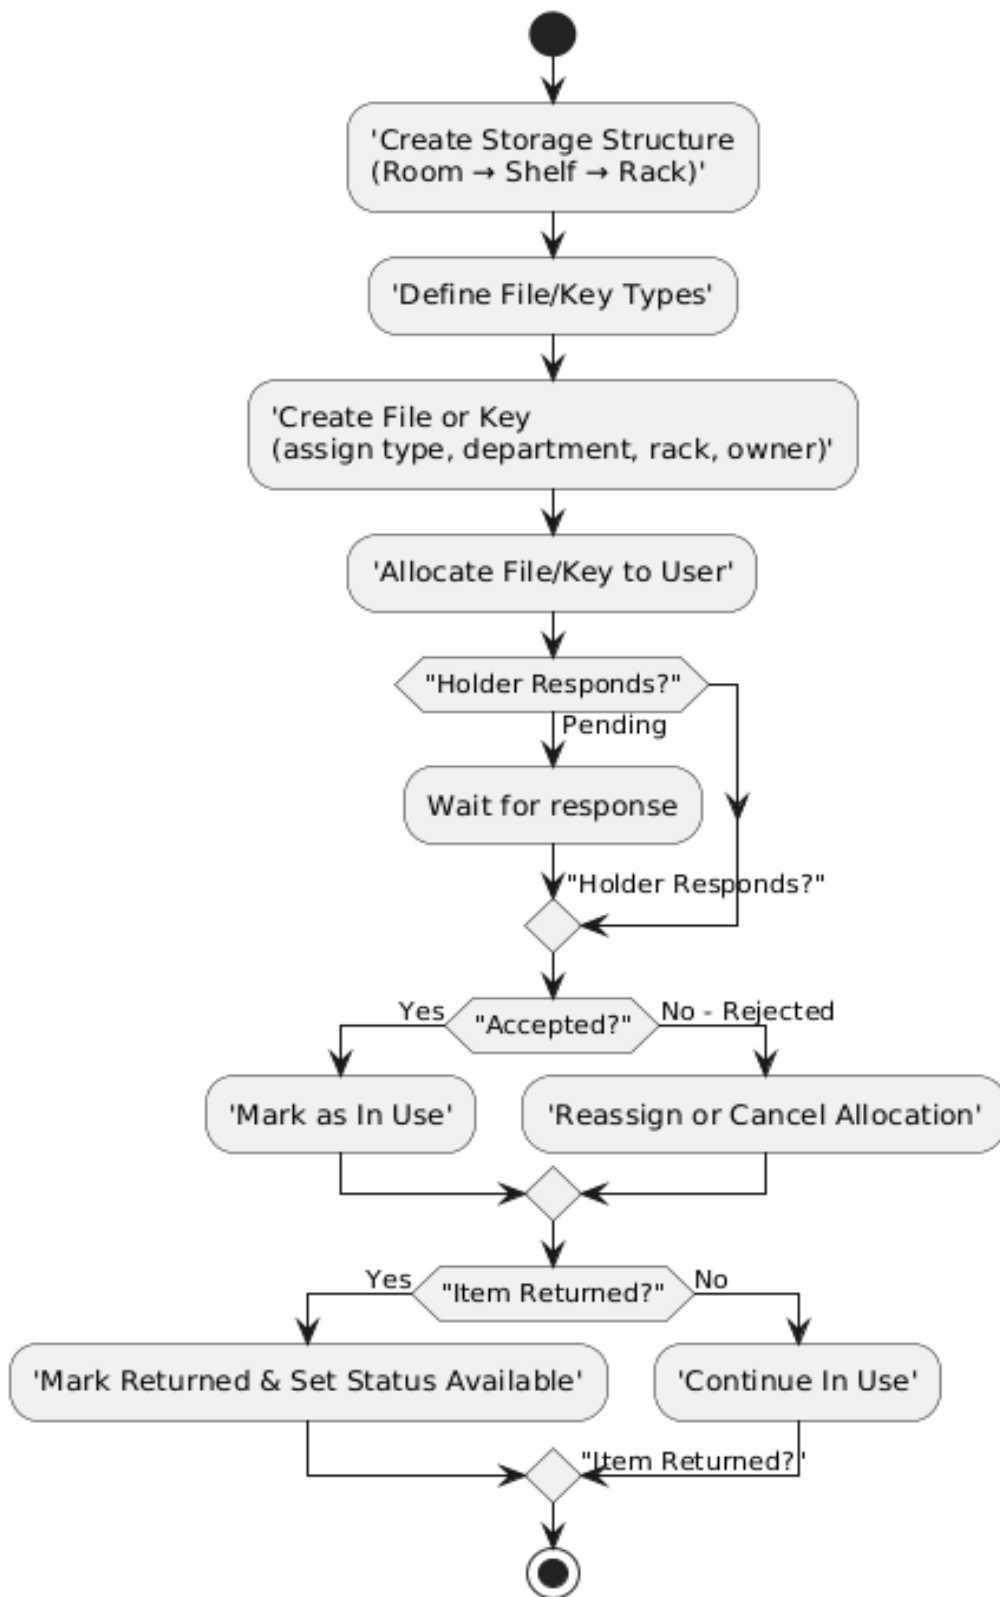 'Create Storage Structure
(Room → Shelf → Rack)'
'Define File/Key Types'
'Create File or Key
(assign type, department, rack, owner)'
'Allocate File/Key to User'
"Holder Responds?"
Pending
Wait for response
"Holder Responds?"
Yes
"Accepted?"
No - Rejected
'Mark as In Use'
'Reassign or Cancel Allocation'
Yes
"Item Returned?"
No
'Mark Returned & Set Status Available'
'Continue In Use'
"Item Returned?"